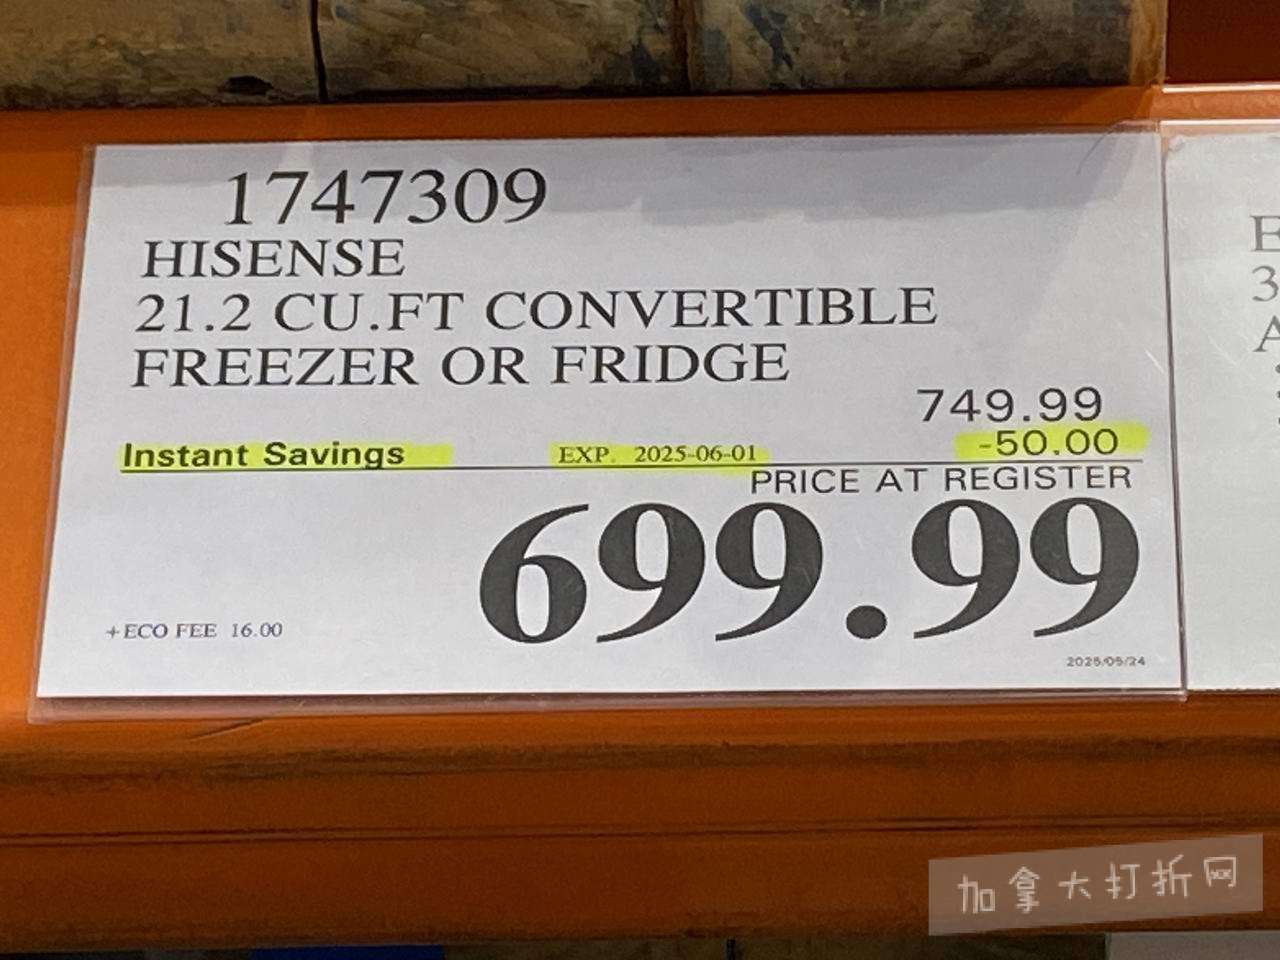 1747309
HISENSE
21.2 CU.FT CONVERTIBLE
FREEZER OR FRIDGE
749.99
Instant Savings EXP. 2025-06-01 -50.00
PRICE AT REGISTER
699.99
+ECO FEE 16.00
2025/05/24
E
3
A
加拿大打折网